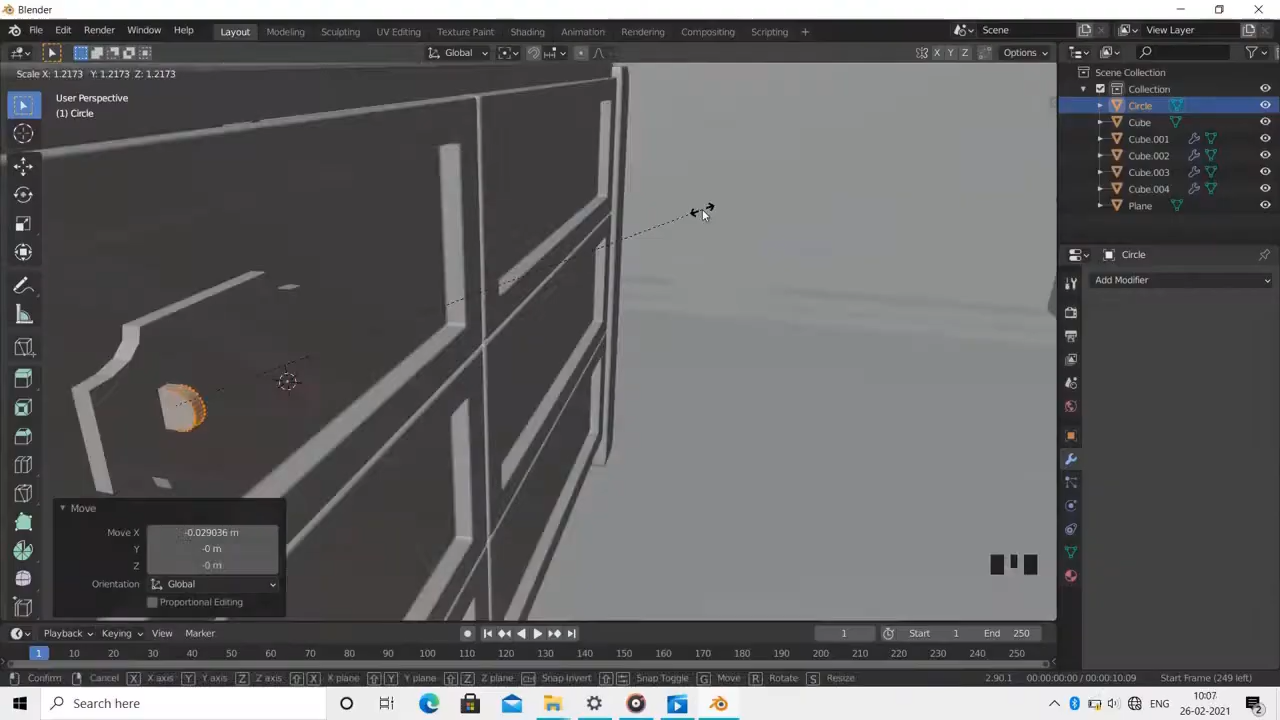 Blender
File Edit Render Window Help Layout Modeling Sculpting UV Editing Texture Paint Shading Animation Rendering Compositing Scripting + Scene View Layer
Global Options
Scale X: 1.2173 Y: 1.2173 Z: 1.2173
User Perspective
(1) Circle
Scene Collection
Collection
Circle
Cube
Cube.001
Cube.002
Cube.003
Cube.004
Plane
Circle
Add Modifier
X Y Z
Move
Move X -0.029036 m
Y -0 m
Z -0 m
Orientation Global
Proportional Editing
Playback Keying View Marker 1 Start 1 End 250
1 10 20 30 40 50 60 70 80 90 100 110 120 130 140 150 160 170 180 190 200 210 220 230 240 250
Confirm Cancel X X axis Y Y axis Z Z axis X X plane Y Y plane Z Z plane Snap Invert Snap Toggle G Move R Rotate S Resize 2.90.1 00:00:00:00 / 00:00:10:09 Start Frame (249 left)
Type here to search
Search here
ENG
10:07
26-02-2021
2